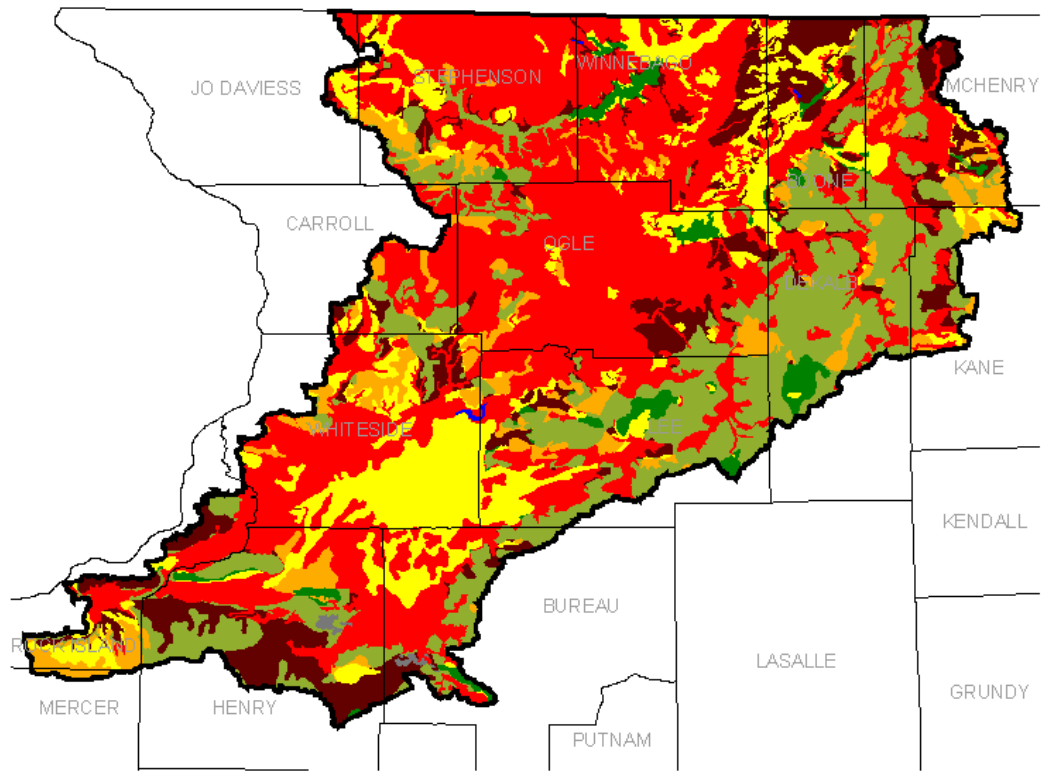 WINNEBAGO
STEPHENSON
JO DAVIESS
MCHENRY
BOONE
CARROLL
OGLE
DEKALB
KANE
WHITESIDE
LEE
KENDALL
BUREAU
ROCK ISLAND
LASALLE
GRUNDY
MERCER
HENRY
PUTNAM